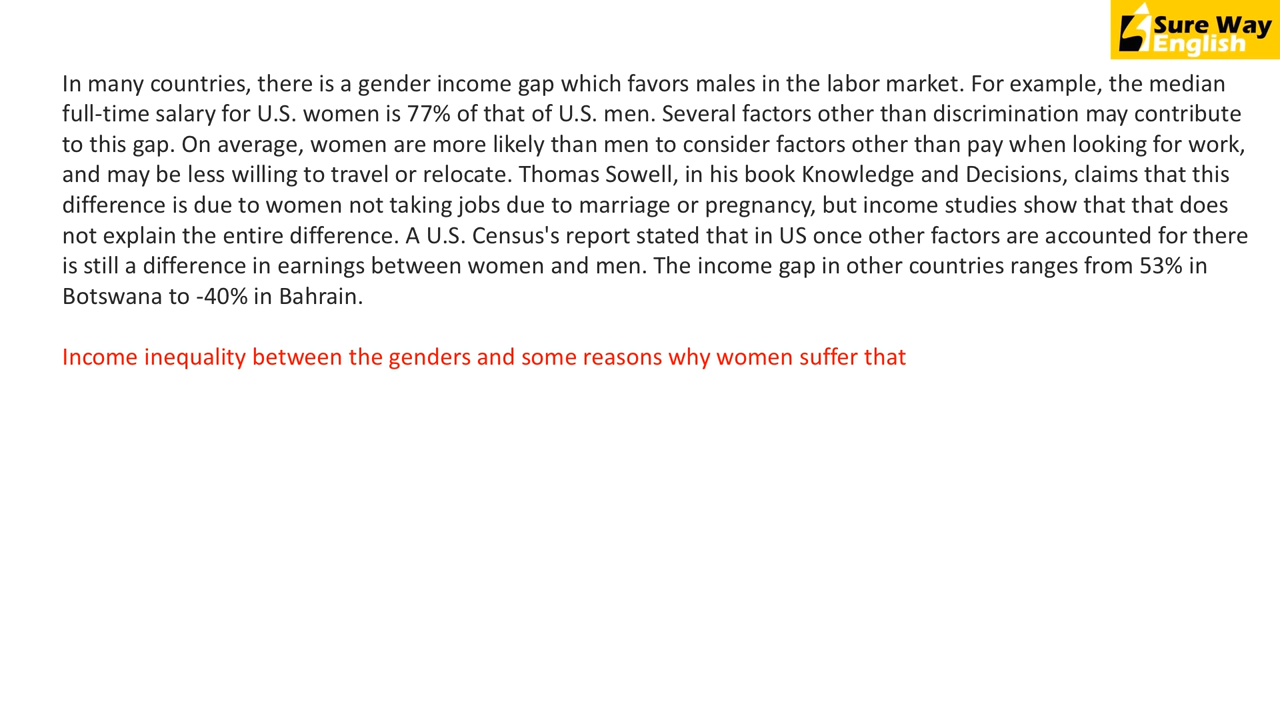 Sure Way
English
In many countries, there is a gender income gap which favors males in the labor market. For example, the median
full-time salary for U.S. women is 77% of that of U.S. men. Several factors other than discrimination may contribute
to this gap. On average, women are more likely than men to consider factors other than pay when looking for work,
and may be less willing to travel or relocate. Thomas Sowell, in his book Knowledge and Decisions, claims that this
difference is due to women not taking jobs due to marriage or pregnancy, but income studies show that that does
not explain the entire difference. A U.S. Census's report stated that in US once other factors are accounted for there
is still a difference in earnings between women and men. The income gap in other countries ranges from 53% in
Botswana to -40% in Bahrain.
Income inequality between the genders and some reasons why women suffer that